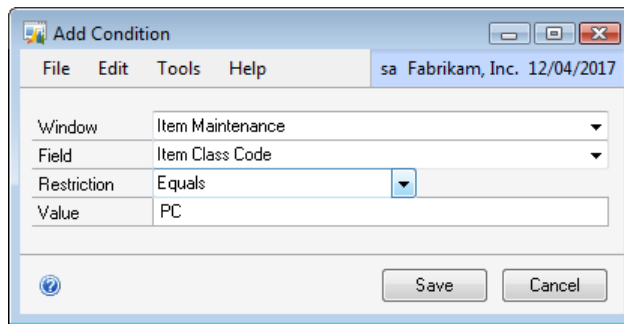 Add Condition
File Edit Tools Help sa Fabrikam, Inc. 12/04/2017
Window Item Maintenance
Field Item Class Code
Restriction Equals
Value PC
Save Cancel